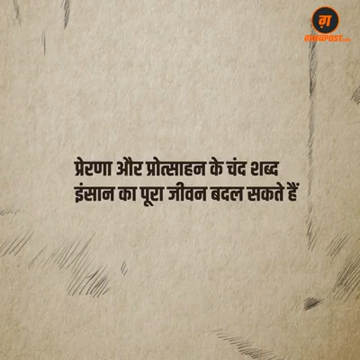 ग़
प्रेरणा और प्रोत्साहन के चंद शब्द
इंसान का पूरा जीवन बदल सकते हैं